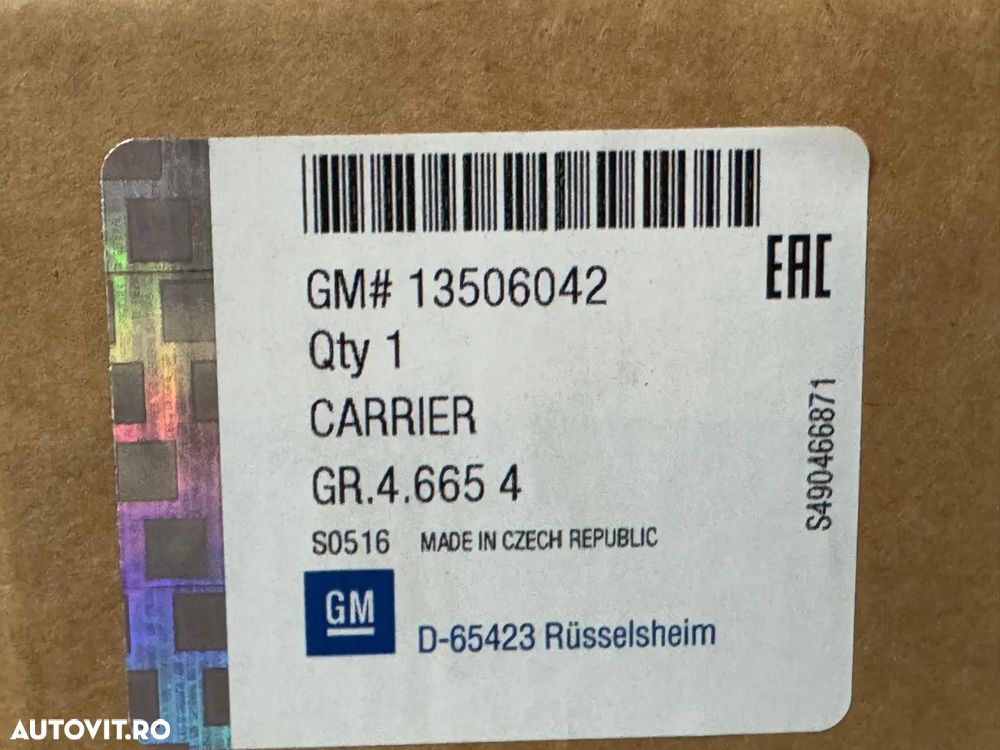 EAC
GM# 13506042
Qty 1
CARRIER
GR.4.665 4
S0516 MADE IN CZECH REPUBLIC
S490466871
GM
D-65423 Rüsselsheim
AUTOVIT.RO